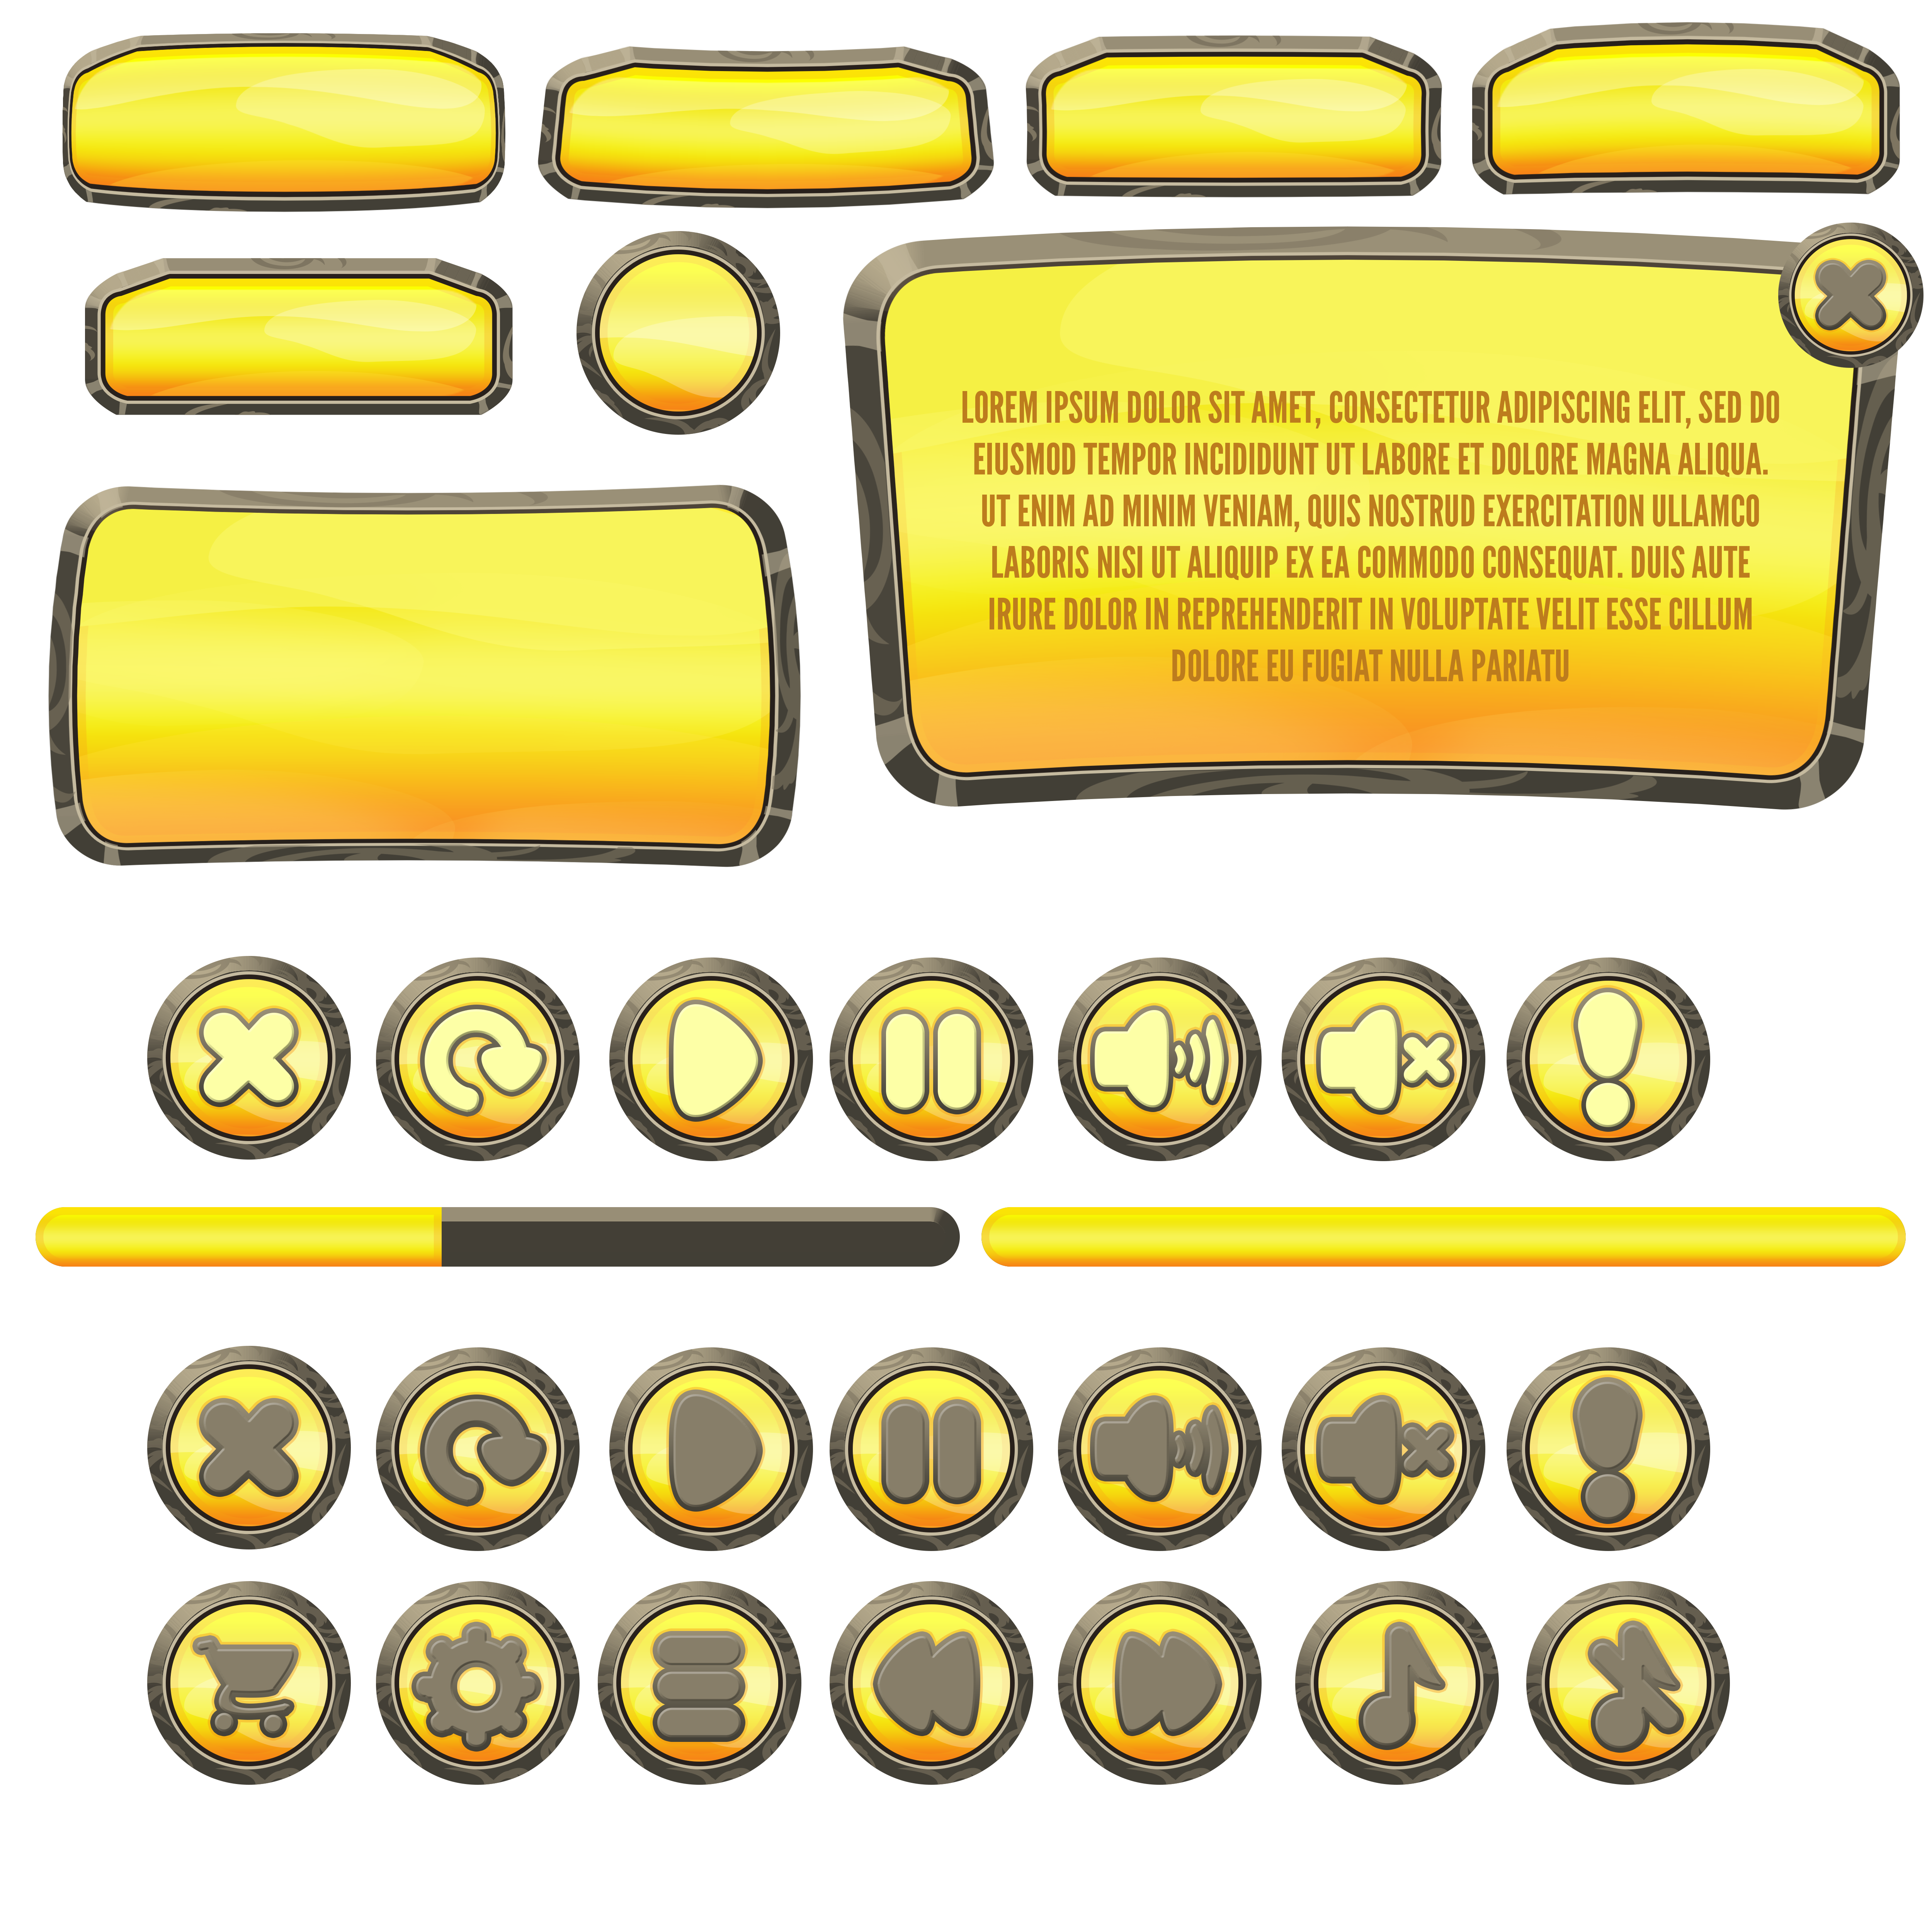 LOREM IPSUM DOLOR SIT AMET, CONSECTETUR ADIPISCING ELIT, SED DO
EIUSMOD TEMPOR INCIDIDUNT UT LABORE ET DOLORE MAGNA ALIQUA.
UT ENIM AD MINIM VENIAM, QUIS NOSTRUD EXERCITATION ULLAMCO
LABORIS NISI UT ALIQUIP EX EA COMMODO CONSEQUAT. DUIS AUTE
IRURE DOLOR IN REPREHENDERIT IN VOLUPTATE VELIT ESSE CILLUM
DOLORE EU FUGIAT NULLA PARIATU